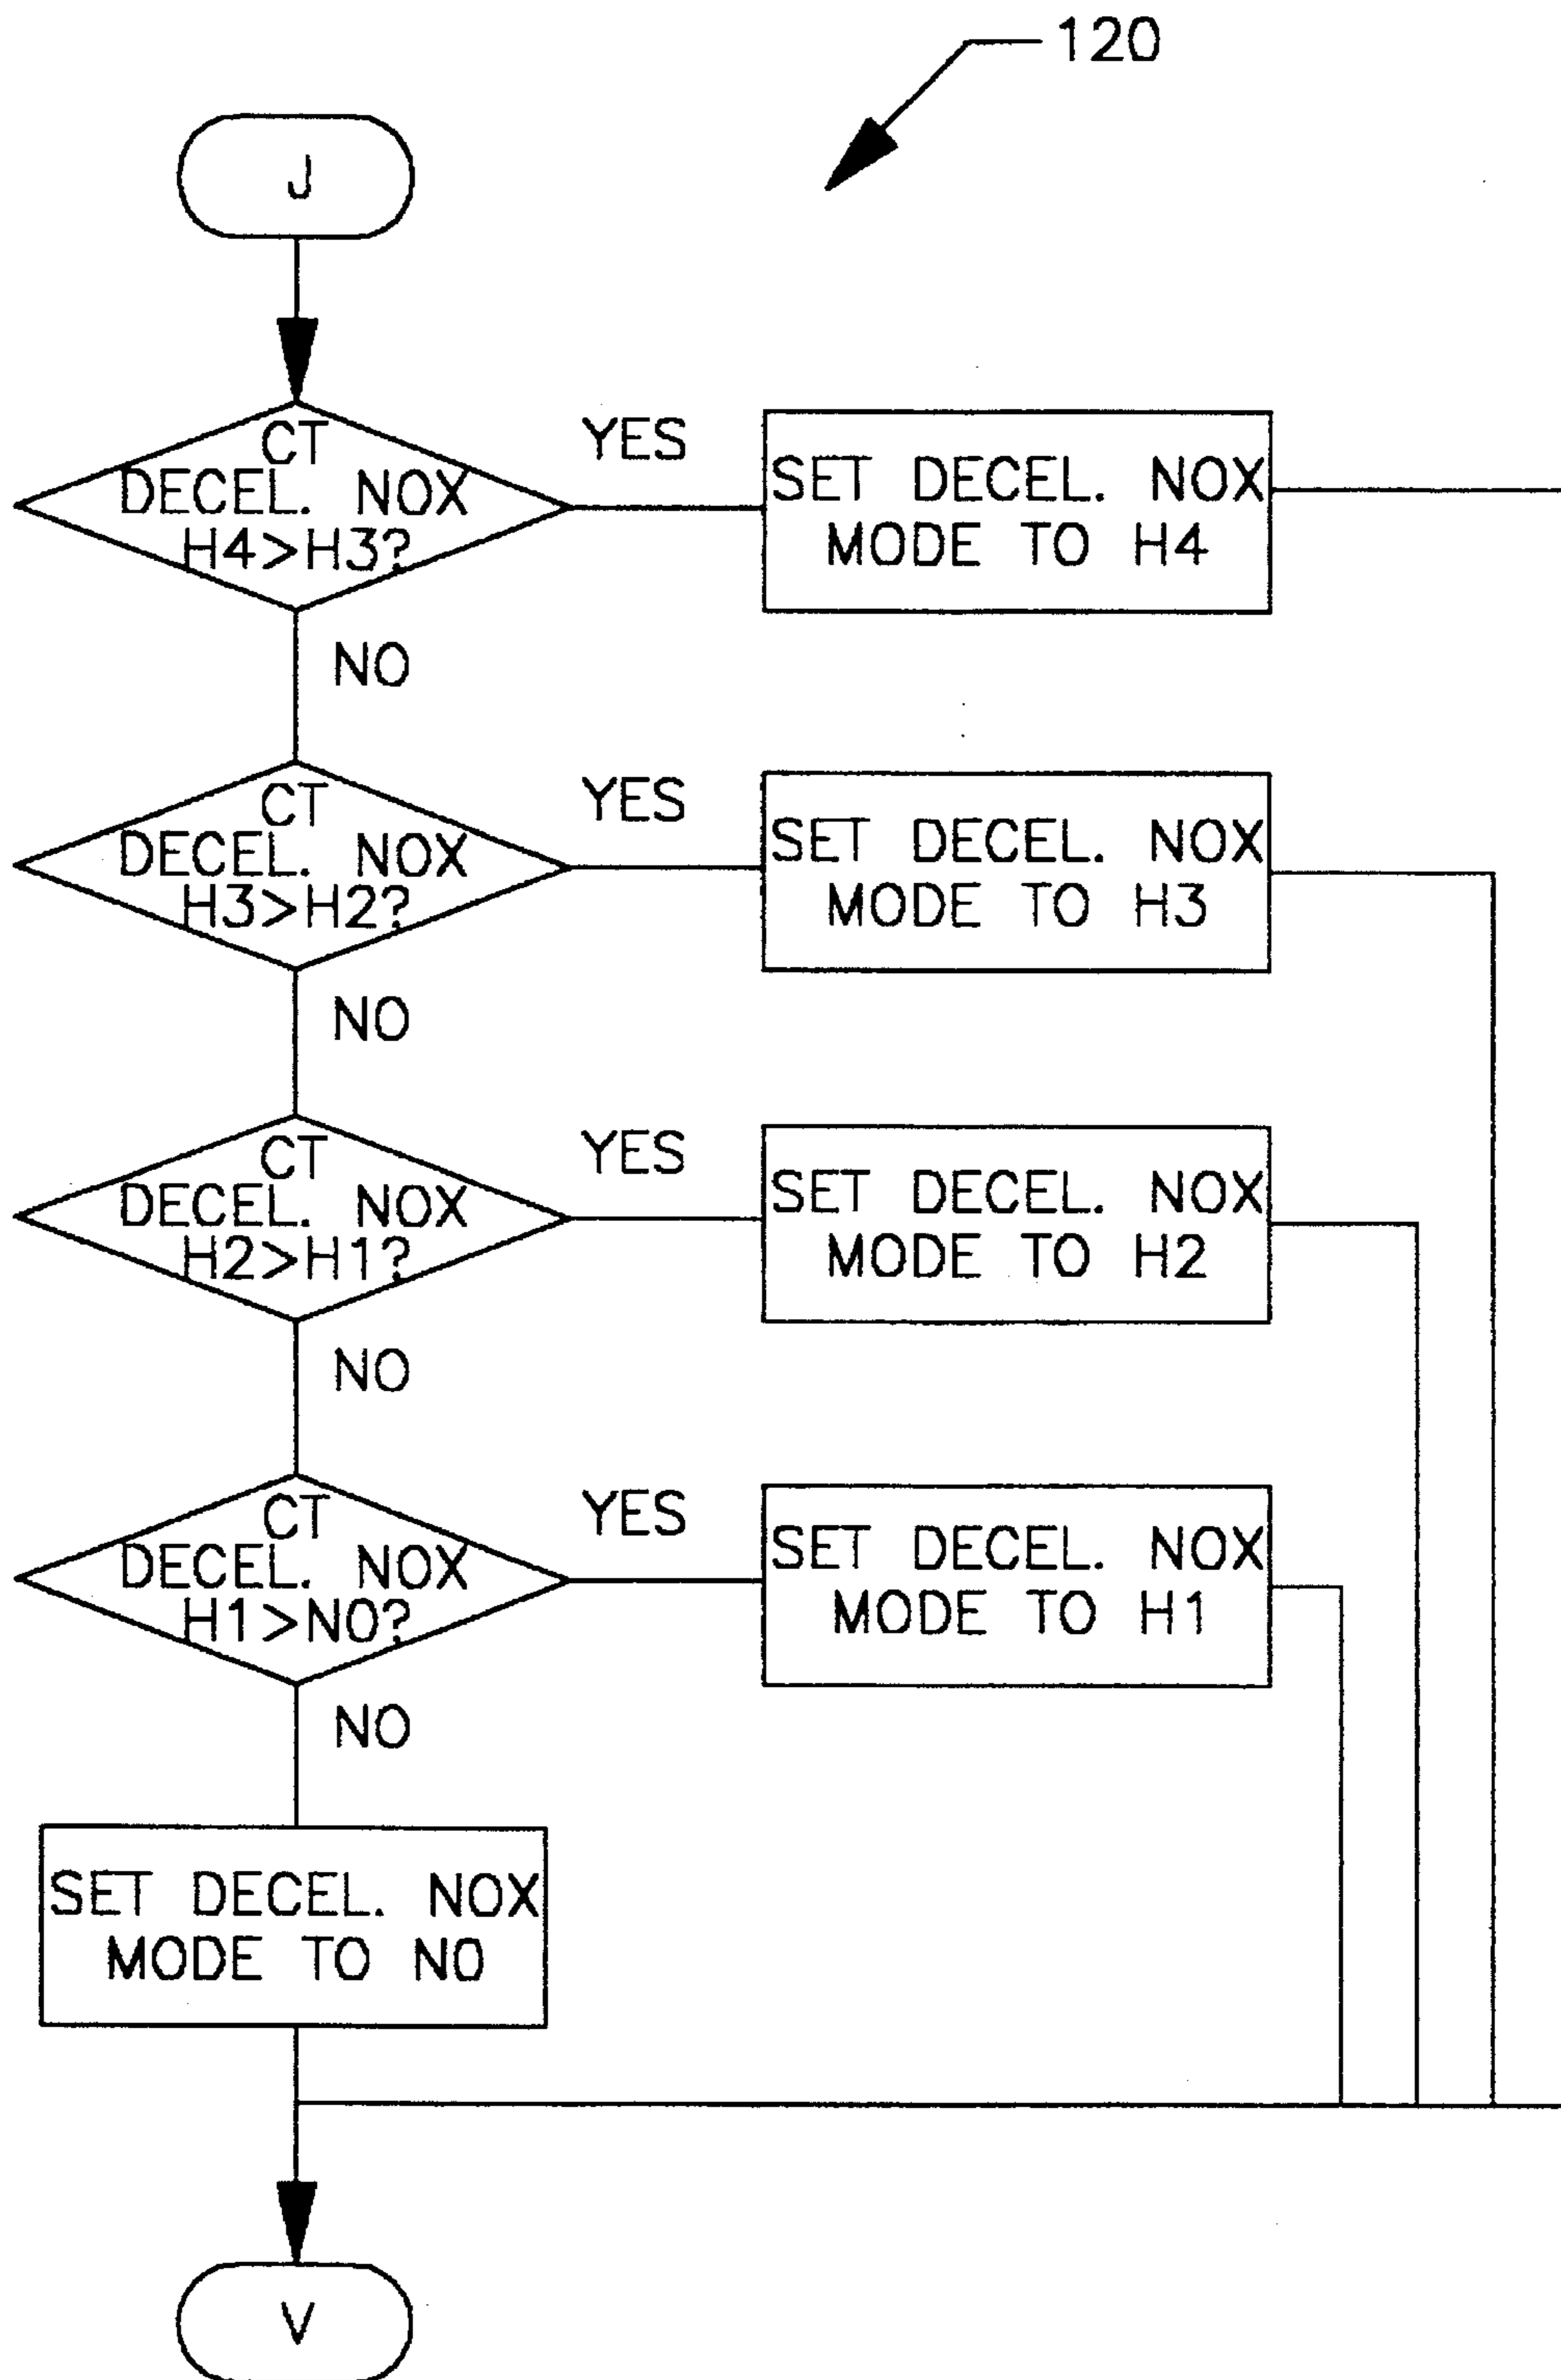 120
J
CT
DECEL. NOX
H4>H3?
YES
SET DECEL. NOX
MODE TO H4
NO
CT
DECEL. NOX
H3>H2?
YES
SET DECEL. NOX
MODE TO H3
NO
CT
DECEL. NOX
H2>H1?
YES
SET DECEL. NOX
MODE TO H2
NO
CT
DECEL. NOX
H1>N0?
YES
SET DECEL. NOX
MODE TO H1
NO
SET DECEL. NOX
MODE TO N0
V